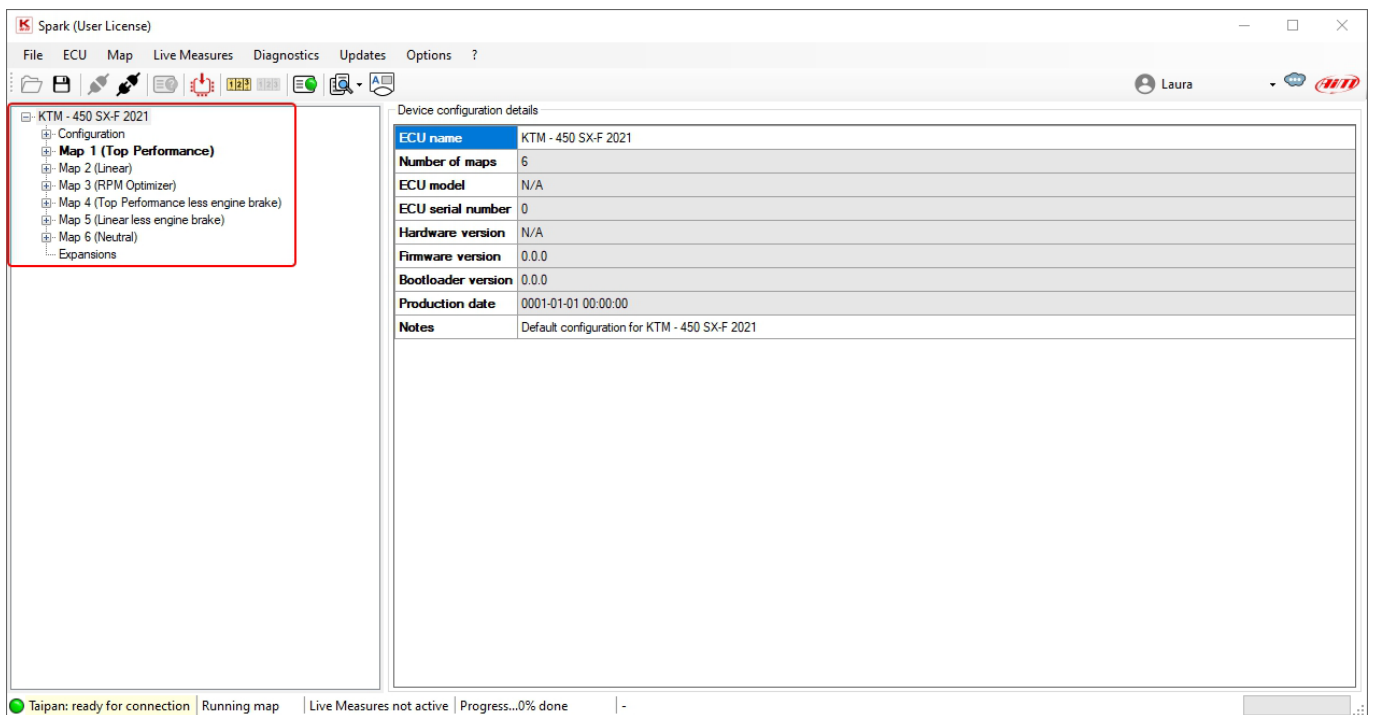 Spark (User License)
File ECU Map Live Measures Diagnostics Updates Options ?
Laura
KTM - 450 SX-F 2021
Configuration
Map 1 (Top Performance)
Map 2 (Linear)
Map 3 (RPM Optimizer)
Map 4 (Top Performance less engine brake)
Map 5 (Linear less engine brake)
Map 6 (Neutral)
Expansions
Device configuration details
ECU name KTM - 450 SX-F 2021
Number of maps 6
ECU model N/A
ECU serial number 0
Hardware version N/A
Firmware version 0.0.0
Bootloader version 0.0.0
Production date 0001-01-01 00:00:00
Notes Default configuration for KTM - 450 SX-F 2021
Taipan: ready for connection Running map Live Measures not active Progress...0% done -